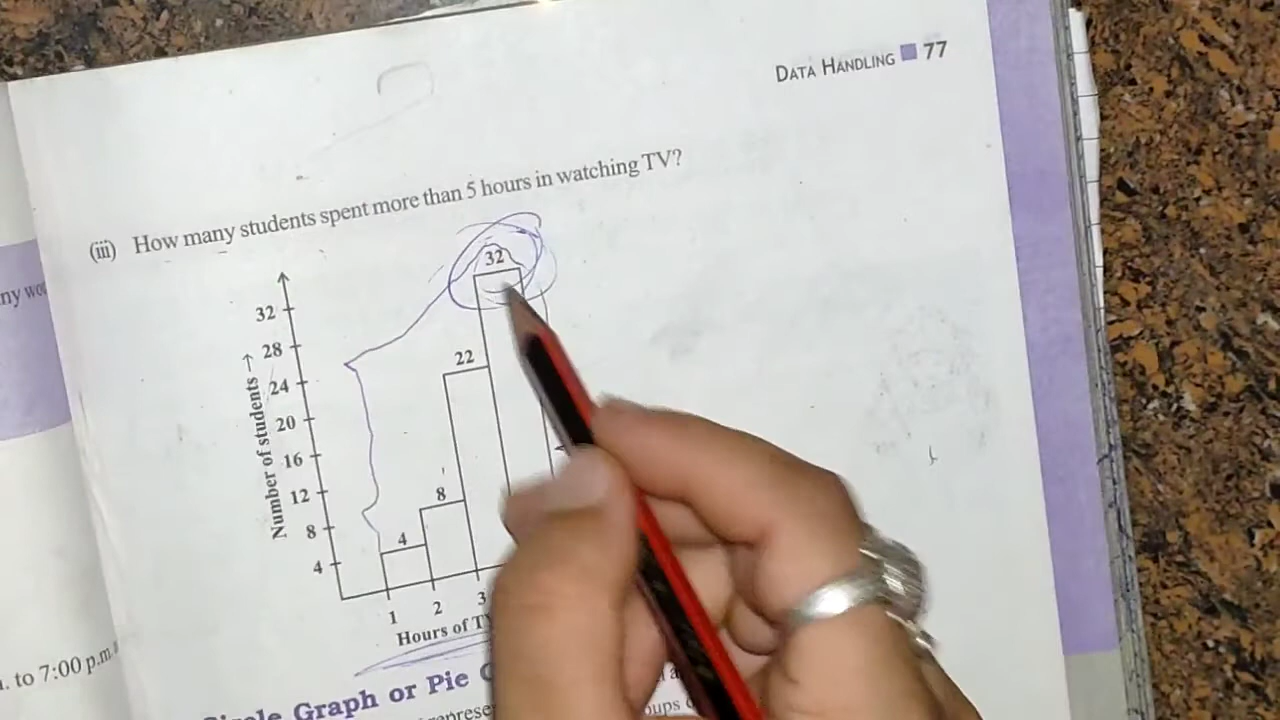 DATA HANDLING 77
(iii) How many students spent more than 5 hours in watching TV?
32
32
28
22
24
20
16
12
8
8
4
4
Number of students →
1 2 3
Hours of
Graph or Pie
. to 7:00 p.m.